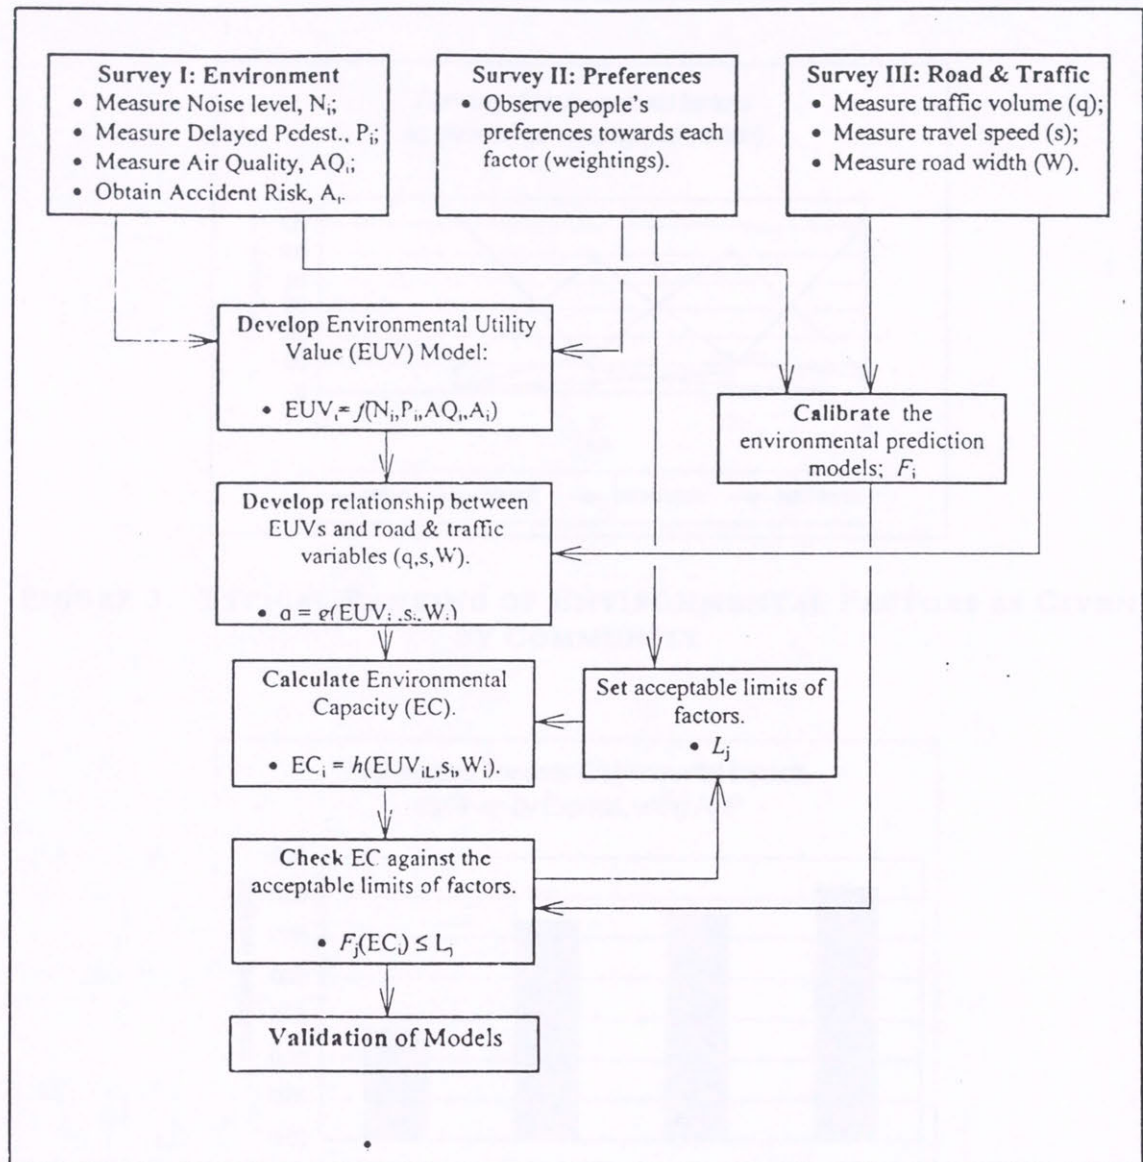 Survey I: Environment
• Measure Noise level, Ni;
• Measure Delayed Pedest., Pi;
• Measure Air Quality, AQi;
• Obtain Accident Risk, Ai.
Survey II: Preferences
• Observe people's
preferences towards each
factor (weightings).
Survey III: Road & Traffic
• Measure traffic volume (q);
• Measure travel speed (s);
• Measure road width (W).
Develop Environmental Utility
Value (EUV) Model:
• EUVi= f(Ni,Pi,AQi,Ai)
Calibrate the
environmental prediction
models; Fi
Develop relationship between
EUVs and road & traffic
variables (q,s,W).
• q = g(EUVi,si,Wi)
Calculate Environmental
Capacity (EC).
• ECi = h(EUViL,si,Wi).
Set acceptable limits of
factors.
• Lj
Check EC against the
acceptable limits of factors.
• Fj(ECi) ≤ Lj
Validation of Models